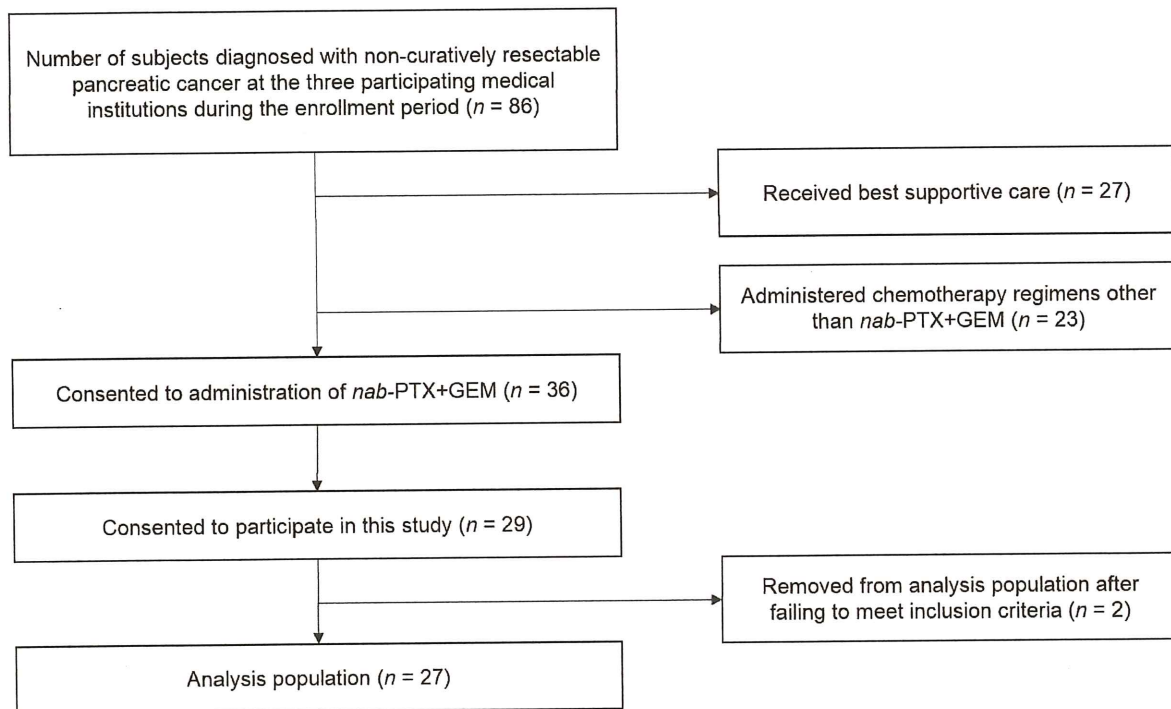 Number of subjects diagnosed with non-curatively resectable
pancreatic cancer at the three participating medical
institutions during the enrollment period (n = 86)
Received best supportive care (n = 27)
Administered chemotherapy regimens other
than nab-PTX+GEM (n = 23)
Consented to administration of nab-PTX+GEM (n = 36)
Consented to participate in this study (n = 29)
Removed from analysis population after
failing to meet inclusion criteria (n = 2)
Analysis population (n = 27)